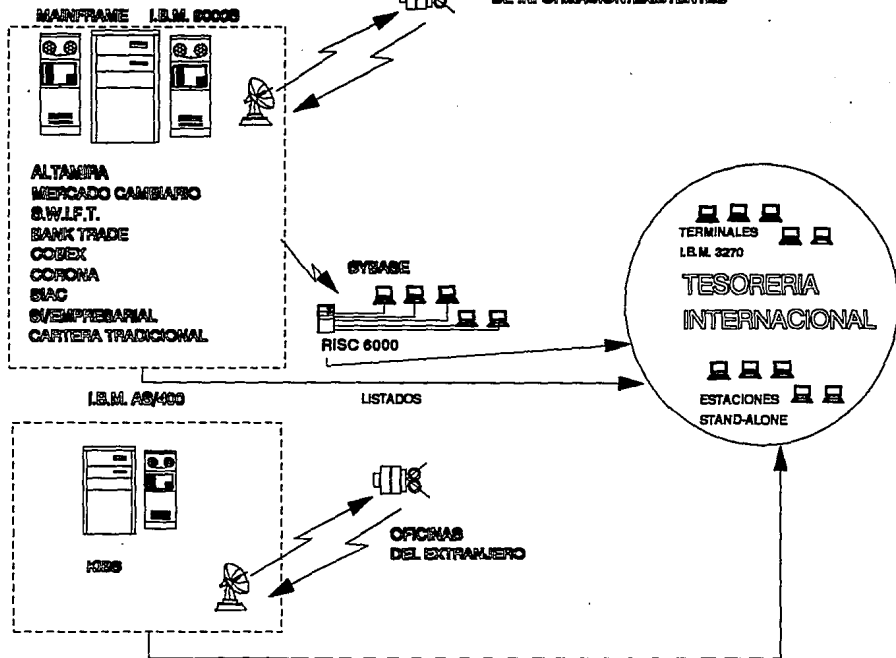 MAINFRAME I.B.M.
ALTAMIRA
MERCADO CAMBIARIO
S.W.I.F.T.
BANK TRADE
COBEX
CORONA
SIAC
SI/EMPRESARIAL
CARTERA TRADICIONAL
SYBASE
RISC 6000
TERMINALES
I.B.M. 3270
TESORERIA
INTERNACIONAL
ESTACIONES
STAND-ALONE
I.B.M. AS/400
LISTADOS
OFICINAS
DEL EXTRANJERO